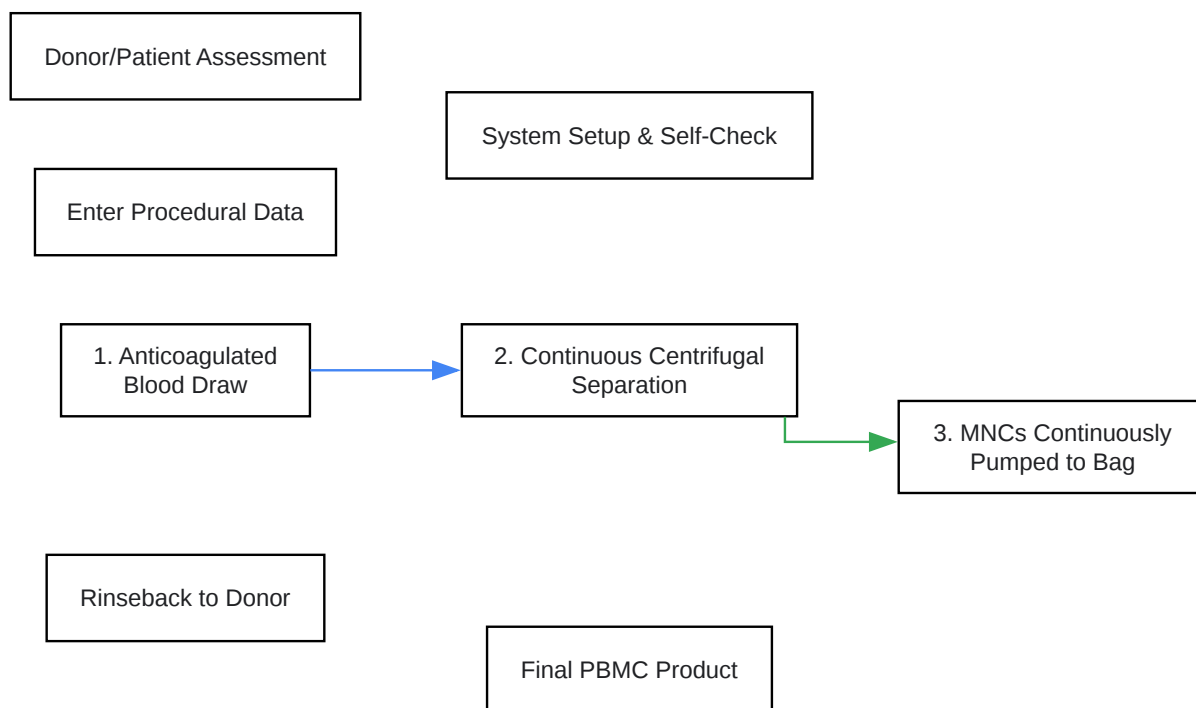 Donor/Patient Assessment
System Setup & Self-Check
Enter Procedural Data
1. Anticoagulated
Blood Draw
2. Continuous Centrifugal
Separation
3. MNCs Continuously
Pumped to Bag
Rinseback to Donor
Final PBMC Product